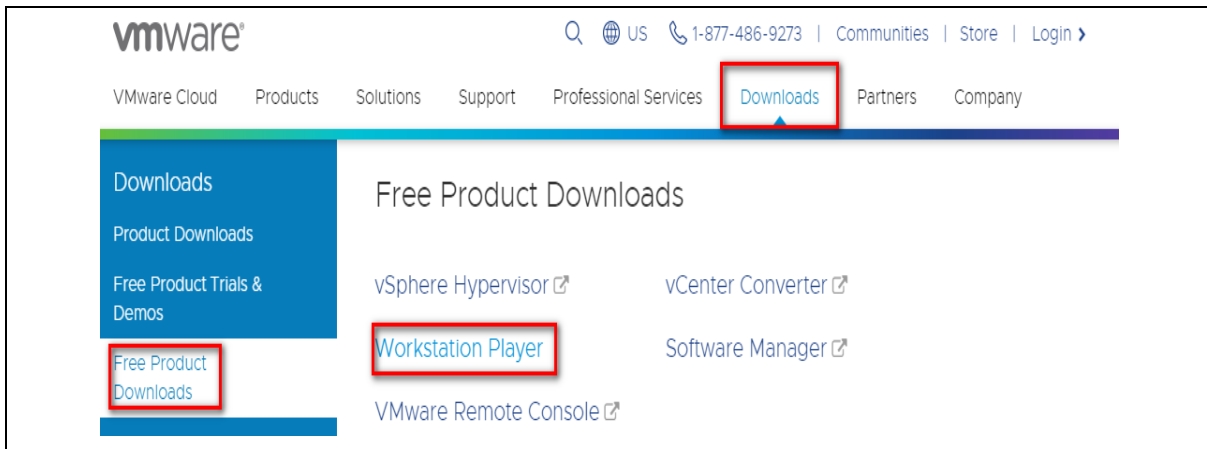 vmware®
US 1-877-486-9273 | Communities | Store | Login >
VMware Cloud Products Solutions Support Professional Services Downloads Partners Company
Downloads
Product Downloads
Free Product Trials &
Demos
Free Product
Downloads
Free Product Downloads
vSphere Hypervisor vCenter Converter
Workstation Player Software Manager
VMware Remote Console